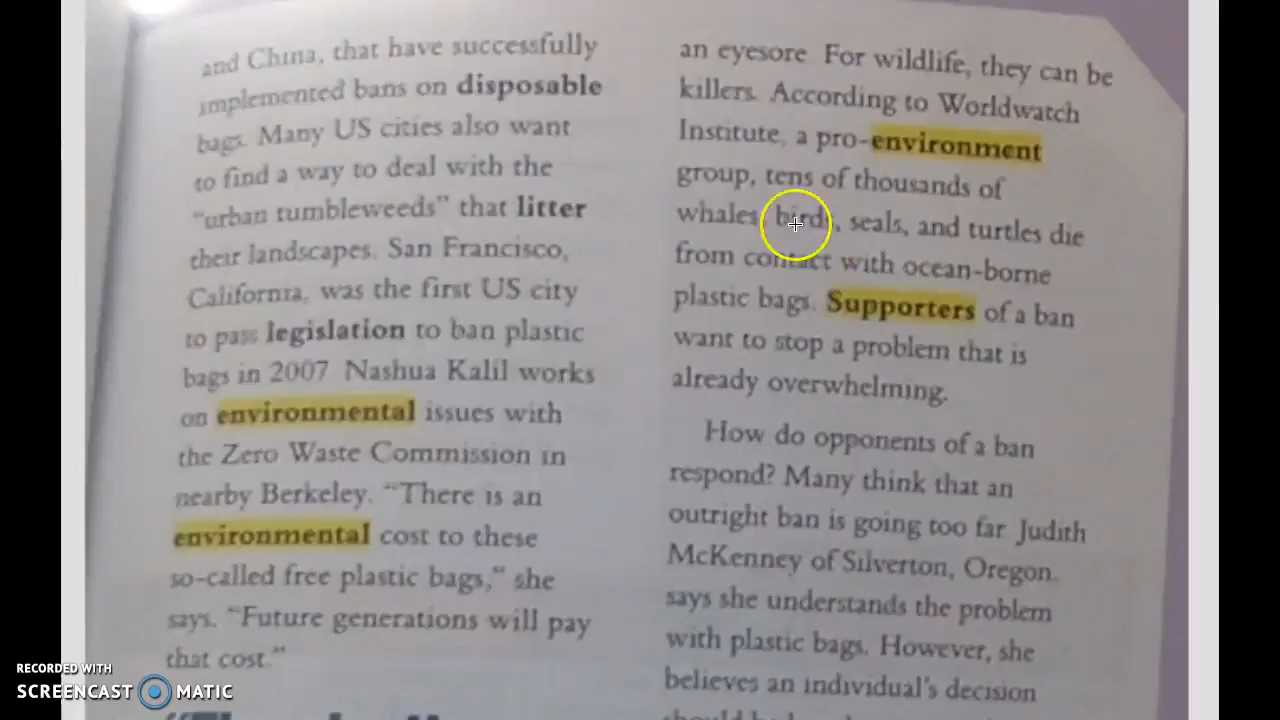 and China, that have successfully
implemented bans on disposable
bags. Many US cities also want
to find a way to deal with the
"urban tumbleweeds" that litter
their landscapes. San Francisco,
California, was the first US city
to pass legislation to ban plastic
bags in 2007 Nashua Kalil works
on environmental issues with
the Zero Waste Commission in
nearby Berkeley. "There is an
environmental cost to these
so-called free plastic bags," she
says. "Future generations will pay
that cost."
an eyesore For wildlife, they can be
killers. According to Worldwatch
Institute, a pro-environment
group, tens of thousands of
whales, birds, seals, and turtles die
from contact with ocean-borne
plastic bags. Supporters of a ban
want to stop a problem that is
already overwhelming.
How do opponents of a ban
respond? Many think that an
outright ban is going too far Judith
McKenney of Silverton, Oregon.
says she understands the problem
with plastic bags. However, she
believes an individual's decision
RECORDED WITH
SCREENCAST MATIC